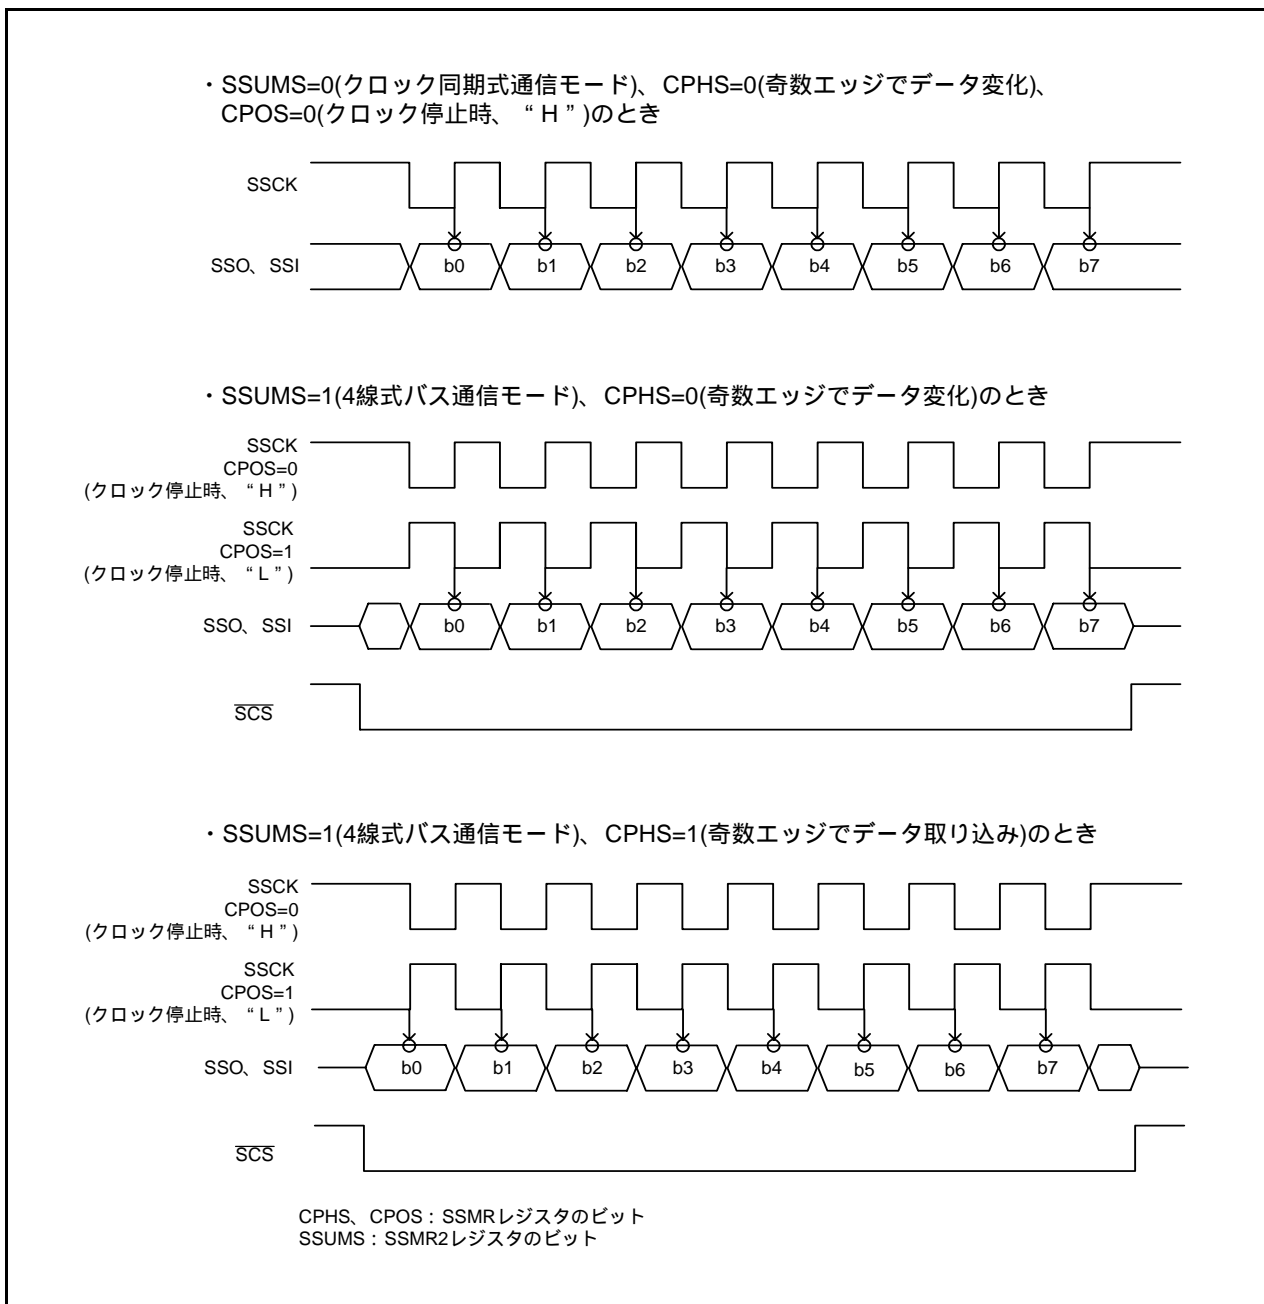 ・SSUMS=0(クロック同期式通信モード)、CPHS=0(奇数エッジでデータ変化)、
CPOS=0(クロック停止時、“H”)のとき
SSCK
SSO、SSI
b0 b1 b2 b3 b4 b5 b6 b7
・SSUMS=1(4線式バス通信モード)、CPHS=0(奇数エッジでデータ変化)のとき
SSCK
CPOS=0
(クロック停止時、“H”)
SSCK
CPOS=1
(クロック停止時、“L”)
SSO、SSI
b0 b1 b2 b3 b4 b5 b6 b7
SCS
・SSUMS=1(4線式バス通信モード)、CPHS=1(奇数エッジでデータ取り込み)のとき
SSCK
CPOS=0
(クロック停止時、“H”)
SSCK
CPOS=1
(クロック停止時、“L”)
SSO、SSI
b0 b1 b2 b3 b4 b5 b6 b7
SCS
CPHS、CPOS：SSMRレジスタのビット
SSUMS：SSMR2レジスタのビット